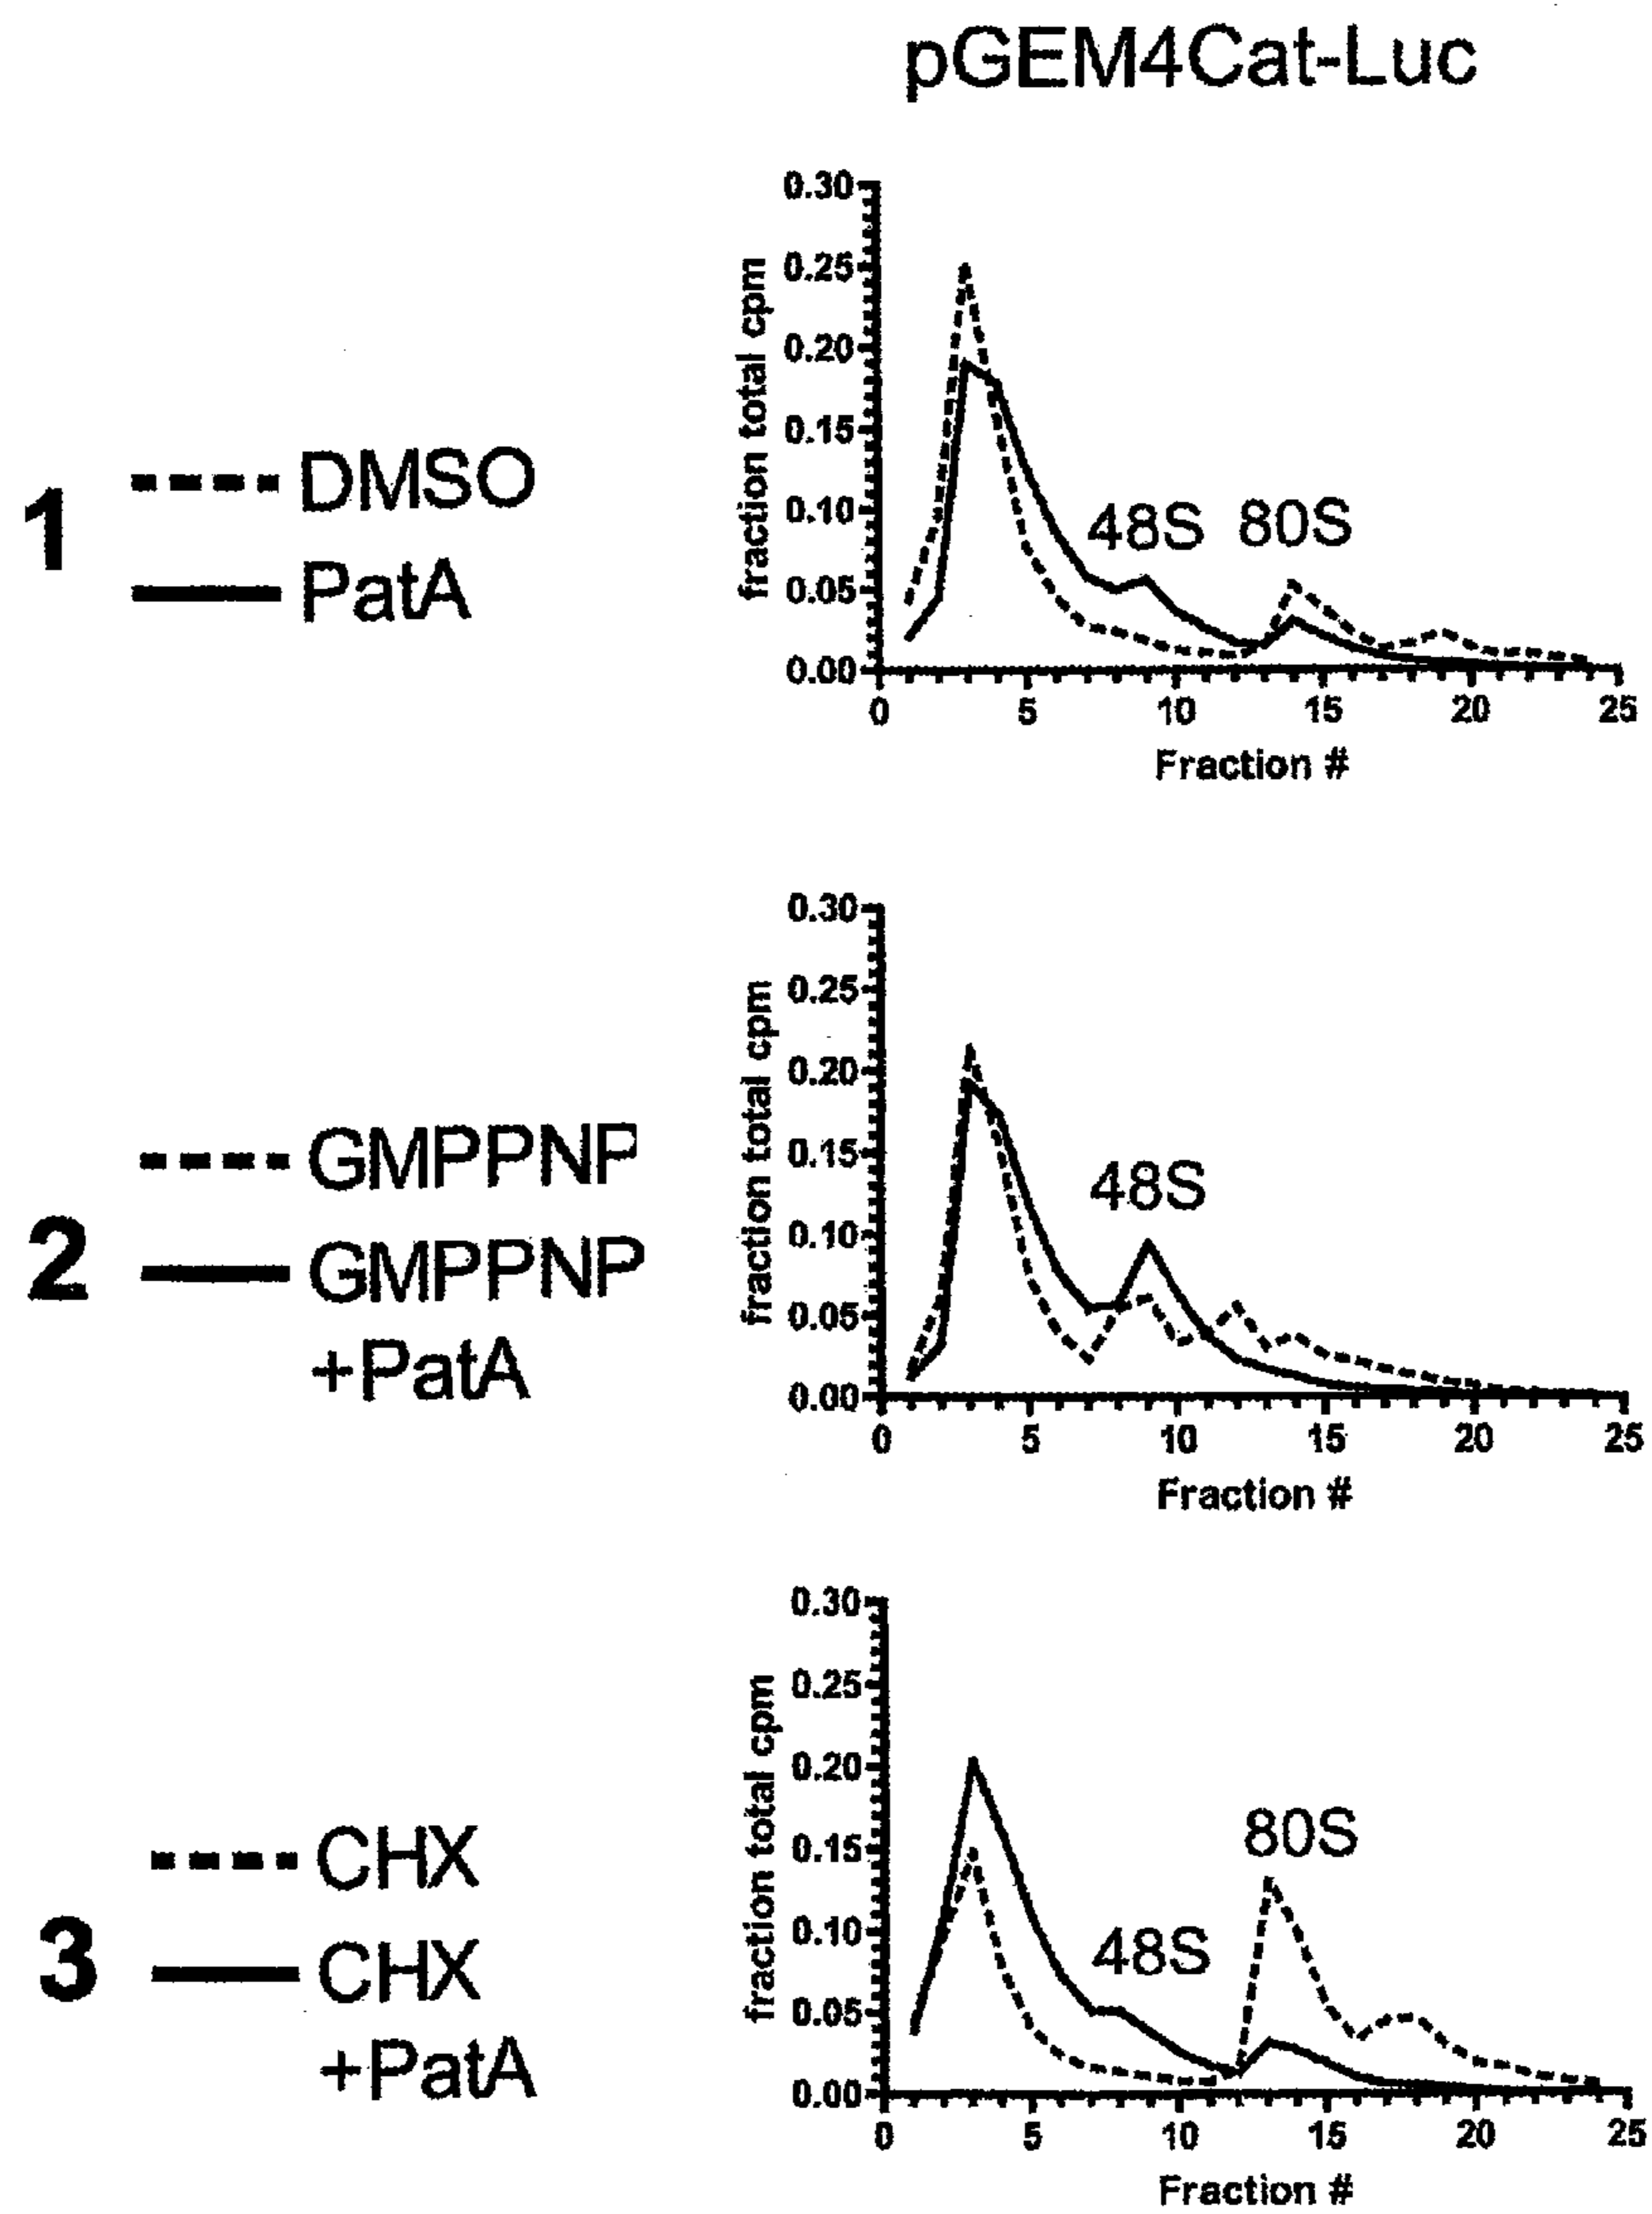 pGEM4Cat-Luc
1
DMSO
PatA
fraction total cpm
0.30
0.25
0.20
0.15
0.10
0.05
0.00
48S 80S
0 5 10 15 20 25
Fraction #
2
GMPPNP
GMPPNP
+PatA
fraction total cpm
0.30
0.25
0.20
0.15
0.10
0.05
0.00
48S
0 5 10 15 20 25
Fraction #
3
CHX
CHX
+PatA
fraction total cpm
0.30
0.25
0.20
0.15
0.10
0.05
0.00
80S
48S
0 5 10 15 20 25
Fraction #